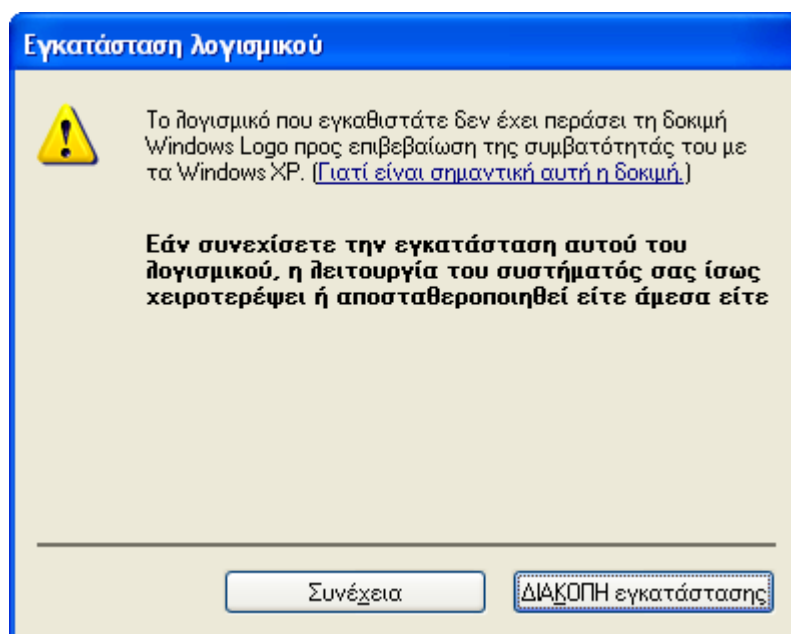 Εγκατάσταση λογισμικού
Το λογισμικό που εγκαθιστάτε δεν έχει περάσει τη δοκιμή
Windows Logo προς επιβεβαίωση της συμβατότητάς του με
τα Windows XP. (Γιατί είναι σημαντική αυτή η δοκιμή.)
Εάν συνεχίσετε την εγκατάσταση αυτού του
λογισμικού, η λειτουργία του συστήματός σας ίσως
χειροτερέψει ή αποσταθεροποιηθεί είτε άμεσα είτε
Συνέχεια
ΔΙΑΚΟΠΗ εγκατάστασης